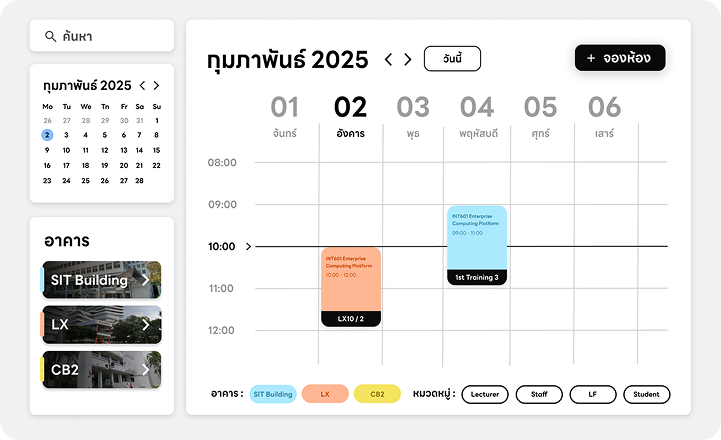 ค้นหา
กุมภาพันธ์ 2025
Mo Tu We Th Fr Sa Su
26 27 28 29 30 31 1
2 3 4 5 6 7 8
9 10 11 12 13 14 15
16 17 18 19 20 21 22
23 24 25 26 27 28
อาคาร
SIT Building
LX
CB2
กุมภาพันธ์ 2025
วันนี้
+ จองห้อง
01 02 03 04 05 06
จันทร์ อังคาร พุธ พฤหัสบดี ศุกร์ เสาร์
08:00
09:00
10:00
11:00
12:00
INT601 Enterprise
Computing Platform
10:00 - 12:00
LX10 / 2
INT601 Enterprise
Computing Platform
09:00 - 11:00
1st Training 3
อาคาร : SIT Building LX CB2 หมวดหมู่ : Lecturer Staff LF Student